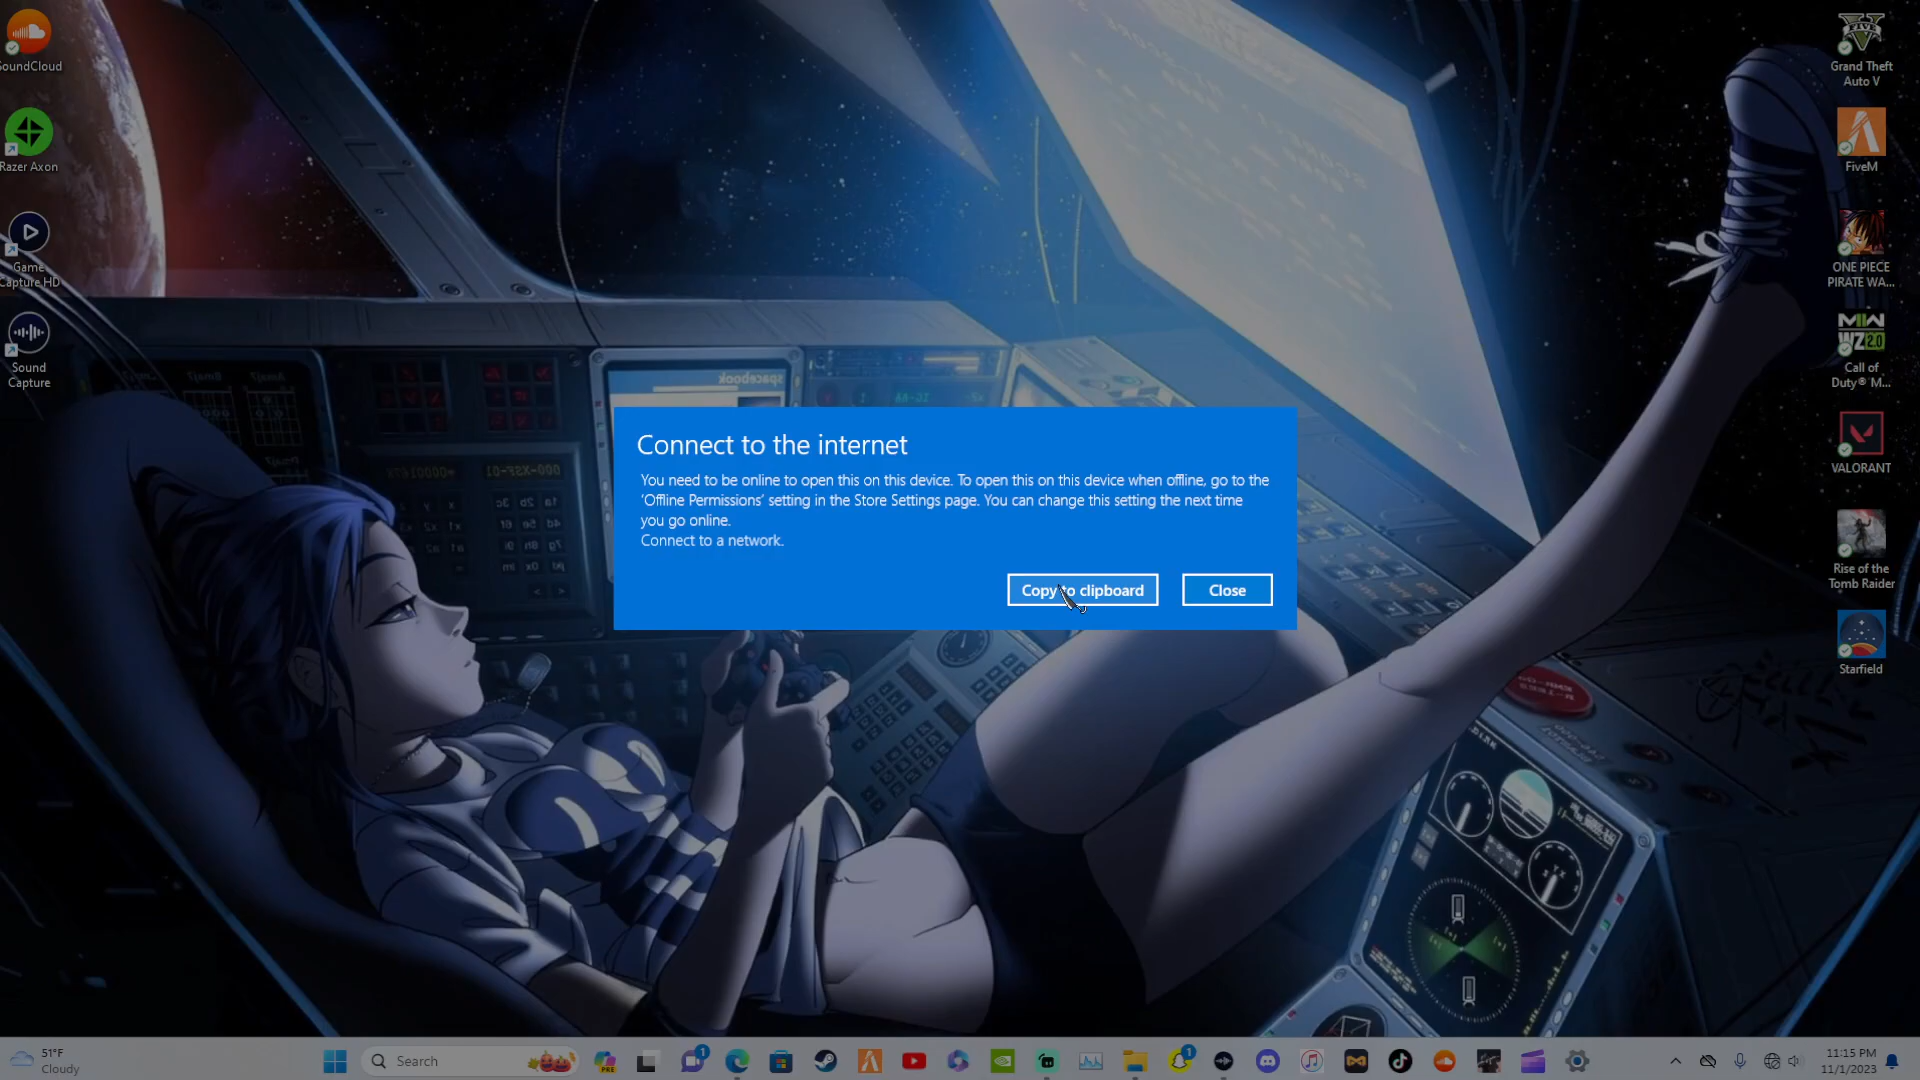 SoundCloud
Razer Axon
Game
Capture HD
Sound
Capture
Grand Theft
Auto V
FiveM
ONE PIECE
PIRATE WA...
Call of
Duty® M...
VALORANT
Rise of the
Tomb Raider
Starfield
spacebook
Connect to the internet
You need to be online to open this on this device. To open this on this device when offline, go to the
'Offline Permissions' setting in the Store Settings page. You can change this setting the next time
you go online.
Connect to a network.
Copy to clipboard
Close
51°F
Cloudy
Search
PRE
1
1
11:15 PM
11/1/2023